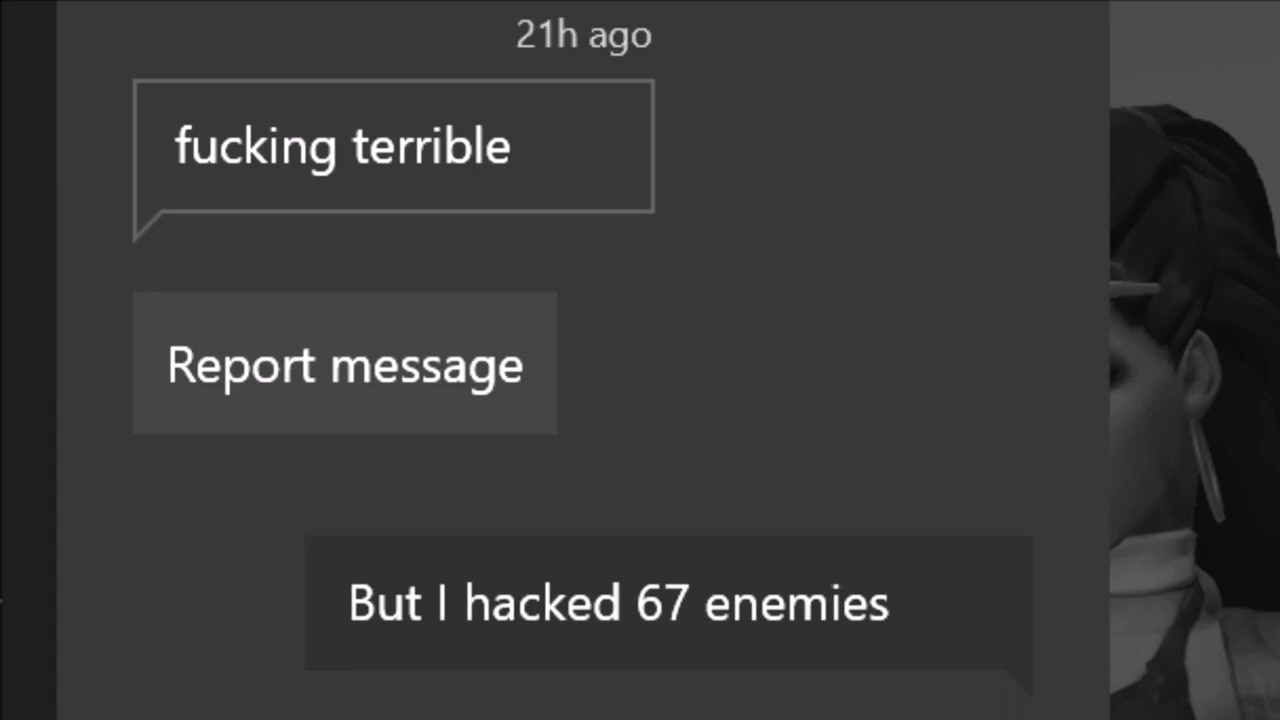 21h ago
fucking terrible
Report message
But I hacked 67 enemies